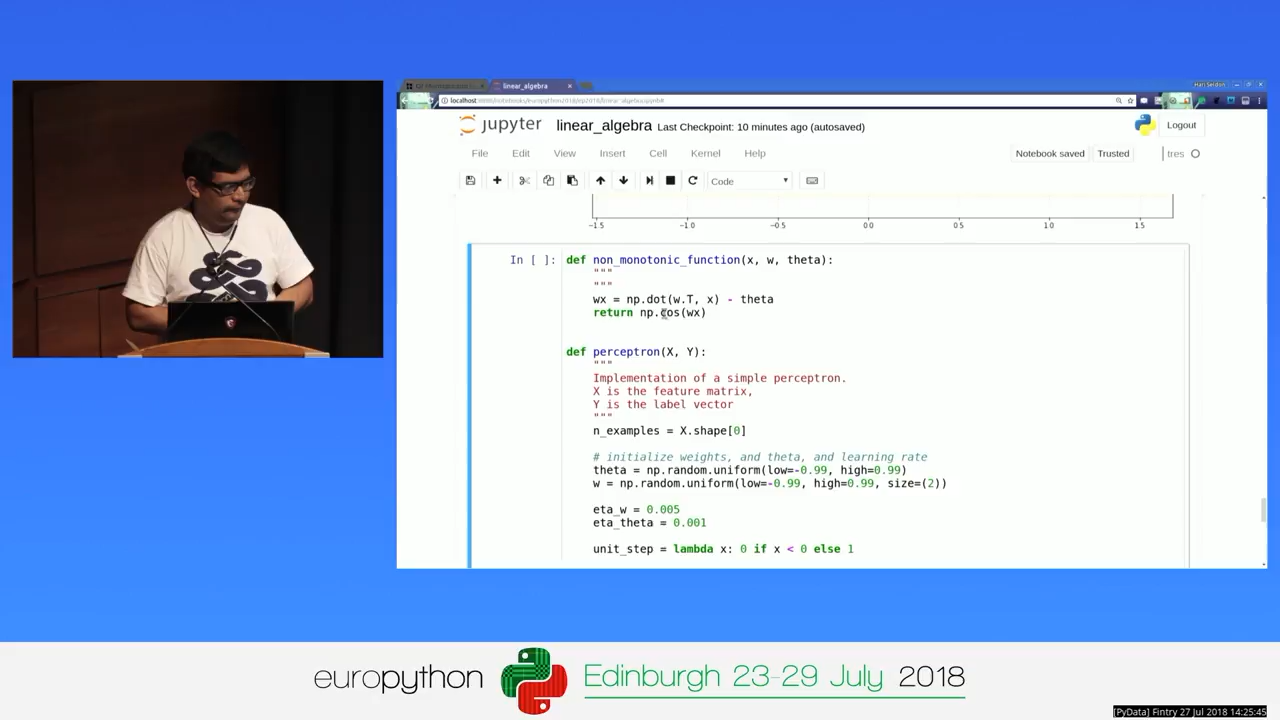 linear_algebra
Hari Seldon
jupyter linear_algebra Last Checkpoint: 10 minutes ago (autosaved)
Logout
File Edit View Insert Cell Kernel Help
Notebook saved Trusted tres
Code
−1.5 −1.0 −0.5 0.0 0.5 1.0 1.5
In [ ]: def non_monotonic_function(x, w, theta):
"""
"""
wx = np.dot(w.T, x) - theta
return np.cos(wx)
def perceptron(X, Y):
"""
Implementation of a simple perceptron.
X is the feature matrix,
Y is the label vector
"""
n_examples = X.shape[0]
# initialize weights, and theta, and learning rate
theta = np.random.uniform(low=-0.99, high=0.99)
w = np.random.uniform(low=-0.99, high=0.99, size=(2))
eta_w = 0.005
eta_theta = 0.001
unit_step = lambda x: 0 if x < 0 else 1
europython Edinburgh 23-29 July 2018
[PyData] Fintry 27 Jul 2018 14:25:45